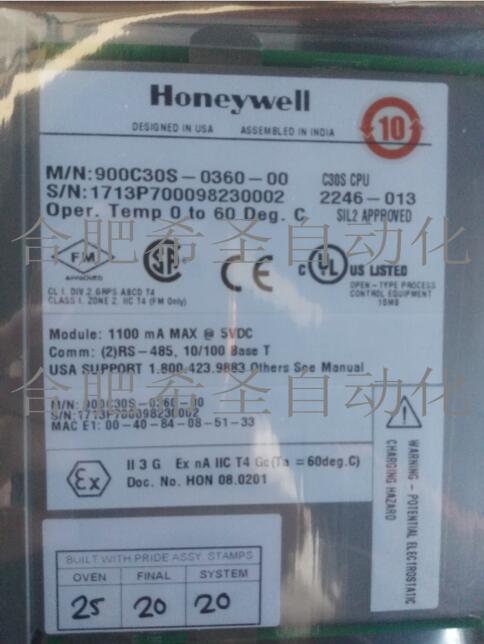 Honeywell
DESIGNED IN USA ASSEMBLED IN INDIA
10
M/N:900C30S-0360-00 C30S CPU
S/N:1713P700098230002 2246-013
Oper. Temp 0 to 60 Deg. C SIL2 APPROVED
合肥希圣自动化
FM
APPROVED
CE
C UL US LISTED
CL I. DIV 2. GRPS ABCD T4
CLASS I. ZONE 2. IIC T4 (FM Only)
OPEN-TYPE PROCESS
CONTROL EQUIPMENT
Module: 1100 mA MAX @ 5VDC
Comm: (2)RS-485, 10/100 Base T
USA SUPPORT 1.800.423.9883 Others See Manual
合肥希圣自动化
M/N:900C30S-0360-00
S/N:1713P700098230002
MAC E1: 00-40-84-08-51-33
WARNING - POTENTIAL ELECTROSTATIC
CHARGING HAZARD
Ex
II 3 G Ex nA IIC T4 Gc(Ta =60deg.C)
Doc. No. HON 08.0201
BUILT WITH PRIDE ASSY. STAMPS
OVEN FINAL SYSTEM
25 20 20